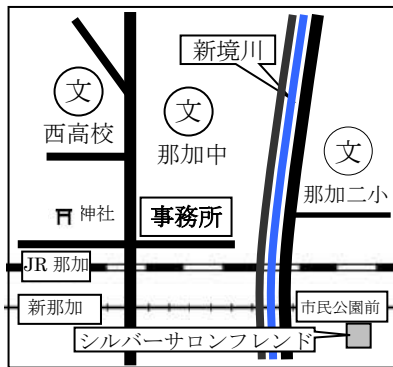 新境川
文
西高校
文
那加中
文
那加二小
神社
事務所
JR 那加
新那加
市民公園前
シルバーサロンフレンド